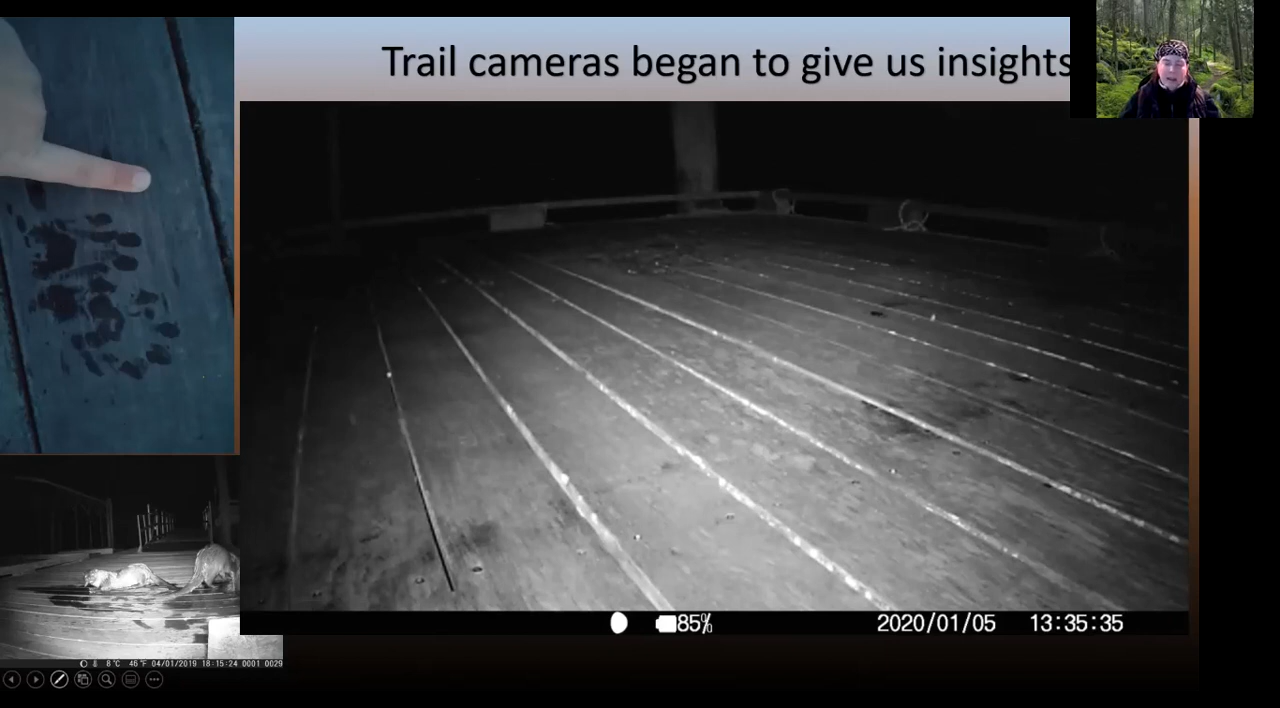 Trail cameras began to give us insights
85% 2020/01/05 13:35:35
8°C 46°F 04/01/2019 18:15:24 0001 0029